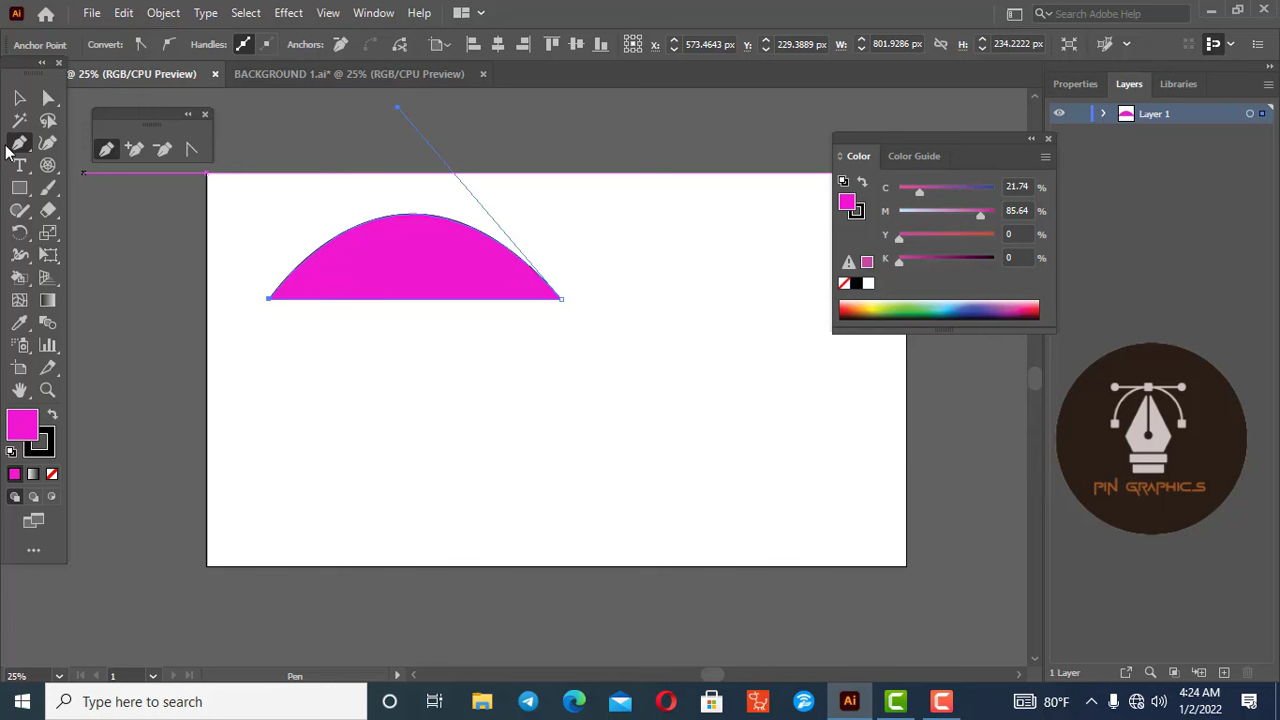 Ai File Edit Object Type Select Effect View Window Help Search Adobe Help
Anchor Point Convert: Handles: Anchors: X: 573.4643 px Y: 229.3889 px W: 801.9286 px H: 234.2222 px
@ 25% (RGB/CPU Preview) × BACKGROUND 1.ai* @ 25% (RGB/CPU Preview) ×
Properties Layers Libraries
Layer 1
Color Color Guide
C 21.74 %
M 85.64 %
Y 0 %
K 0 %
PIN GRAPHICS
25% 1 Pen
1 Layer
Type here to search
Ai
80°F
4:24 AM
1/2/2022